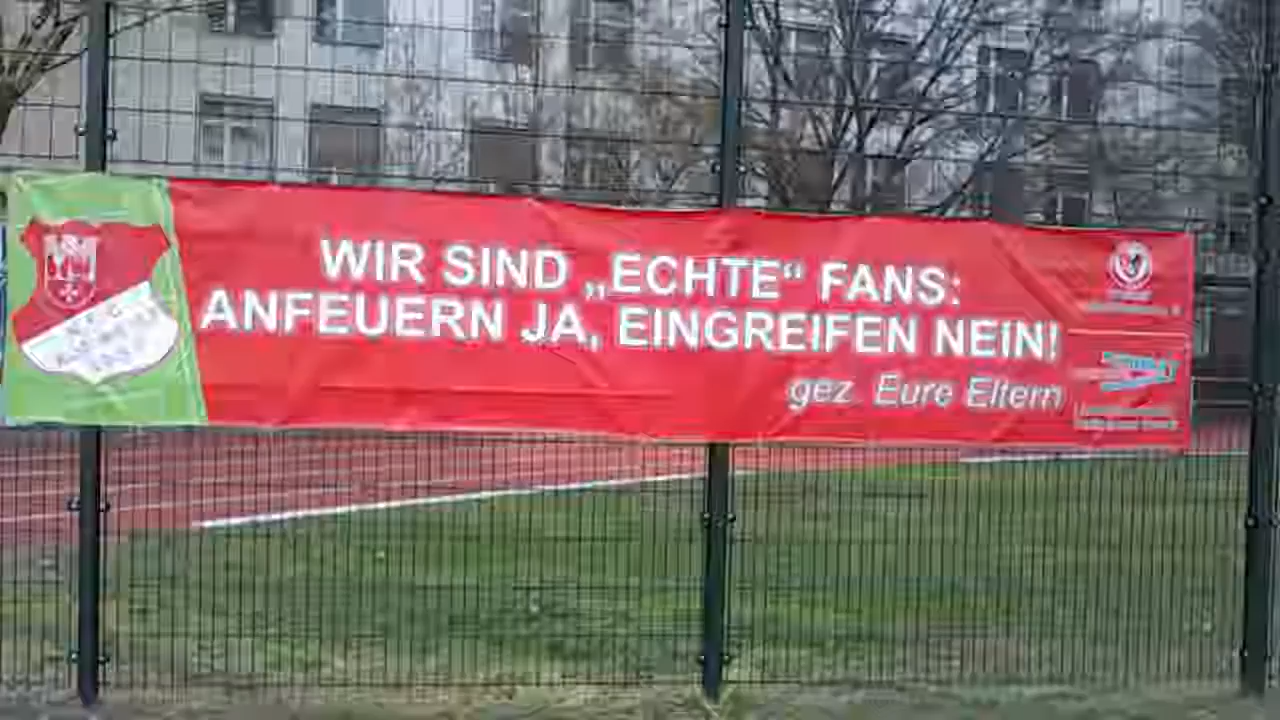 WIR SIND „ECHTE“ FANS:
ANFEUERN JA, EINGREIFEN NEIN!
gez. Eure Eltern